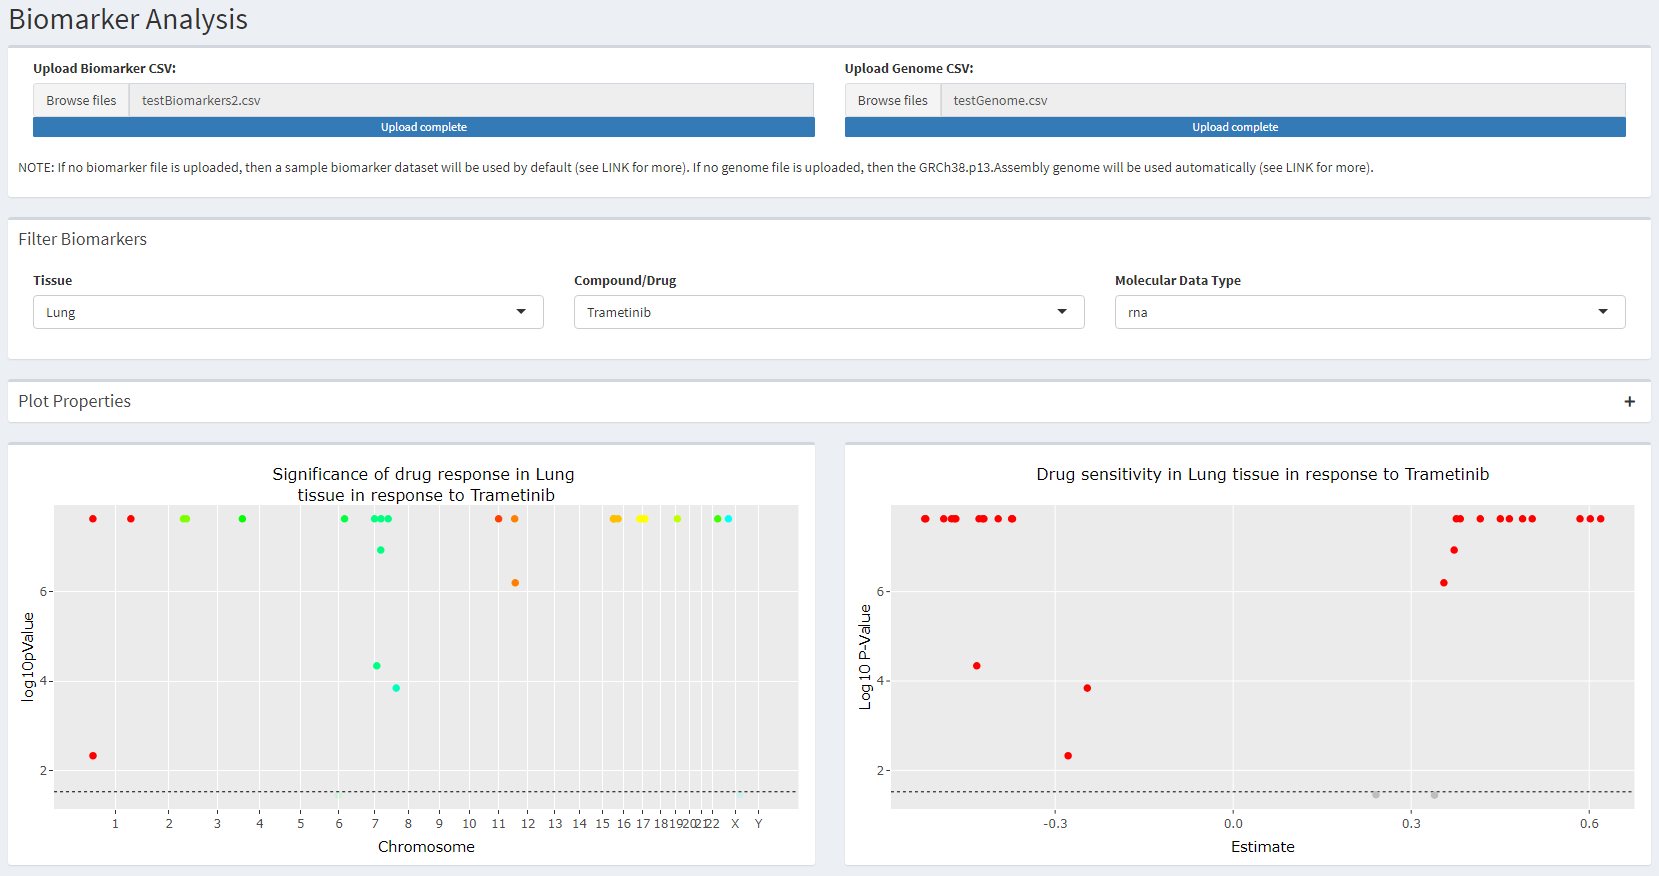 Biomarker Analysis
Upload Biomarker CSV:
Upload Genome CSV:
Browse files testBiomarkers2.csv
Browse files testGenome.csv
Upload complete
Upload complete
NOTE: If no biomarker file is uploaded, then a sample biomarker dataset will be used by default (see LINK for more). If no genome file is uploaded, then the GRCh38.p13.Assembly genome will be used automatically (see LINK for more).
Filter Biomarkers
Tissue
Compound/Drug
Molecular Data Type
Lung
Trametinib
rna
Plot Properties
+
Significance of drug response in Lung
tissue in response to Trametinib
log10pValue
6
4
2
1 2 3 4 5 6 7 8 9 10 11 12 13 14 15 16 17 18 19 20 21 22 X Y
Chromosome
Drug sensitivity in Lung tissue in response to Trametinib
Log10 P-Value
6
4
2
-0.3 0.0 0.3 0.6
Estimate